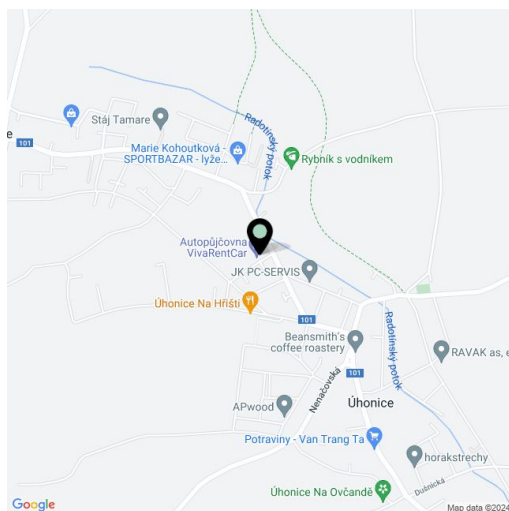 Stáj Tamare
e
101
Marie Kohoutková -
SPORTBAZAR - lyže...
Radotínský
potok
Rybník s vodníkem
Autopůjčovna
VivaRentCar
JK PC-SERVIS
Úhonice Na Hřišti
101
Beansmith's
coffee roastery
Radotínský potok
RAVAK as, e
101
Nenačovská
APwood
Úhonice
Potraviny - Van Trang Ta
horakstrechy
Dušnická
Úhonice Na Ovčandě
Google
Map data ©2024